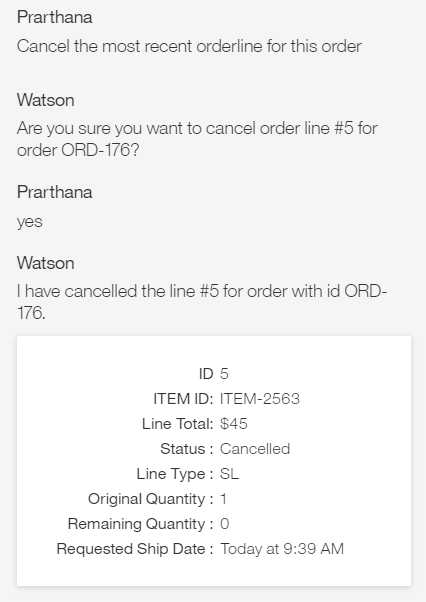 Prarthana
Cancel the most recent orderline for this order
Watson
Are you sure you want to cancel order line #5 for
order ORD-176?
Prarthana
yes
Watson
I have cancelled the line #5 for order with id ORD-
176.
ID 5
ITEM ID: ITEM-2563
Line Total: $45
Status : Cancelled
Line Type : SL
Original Quantity : 1
Remaining Quantity : 0
Requested Ship Date : Today at 9:39 AM